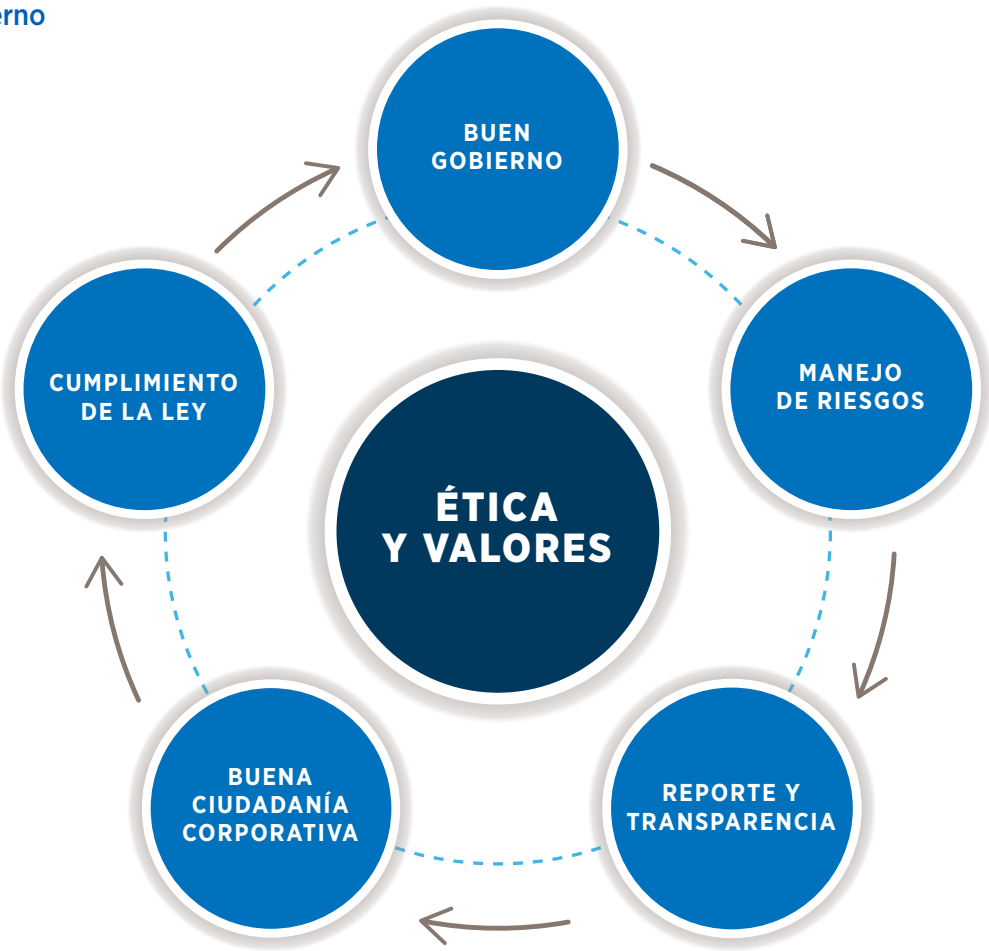 erno
BUEN
GOBIERNO
MANEJO
DE RIESGOS
CUMPLIMIENTO
DE LA LEY
ÉTICA
Y VALORES
BUENA
CIUDADANÍA
CORPORATIVA
REPORTE Y
TRANSPARENCIA